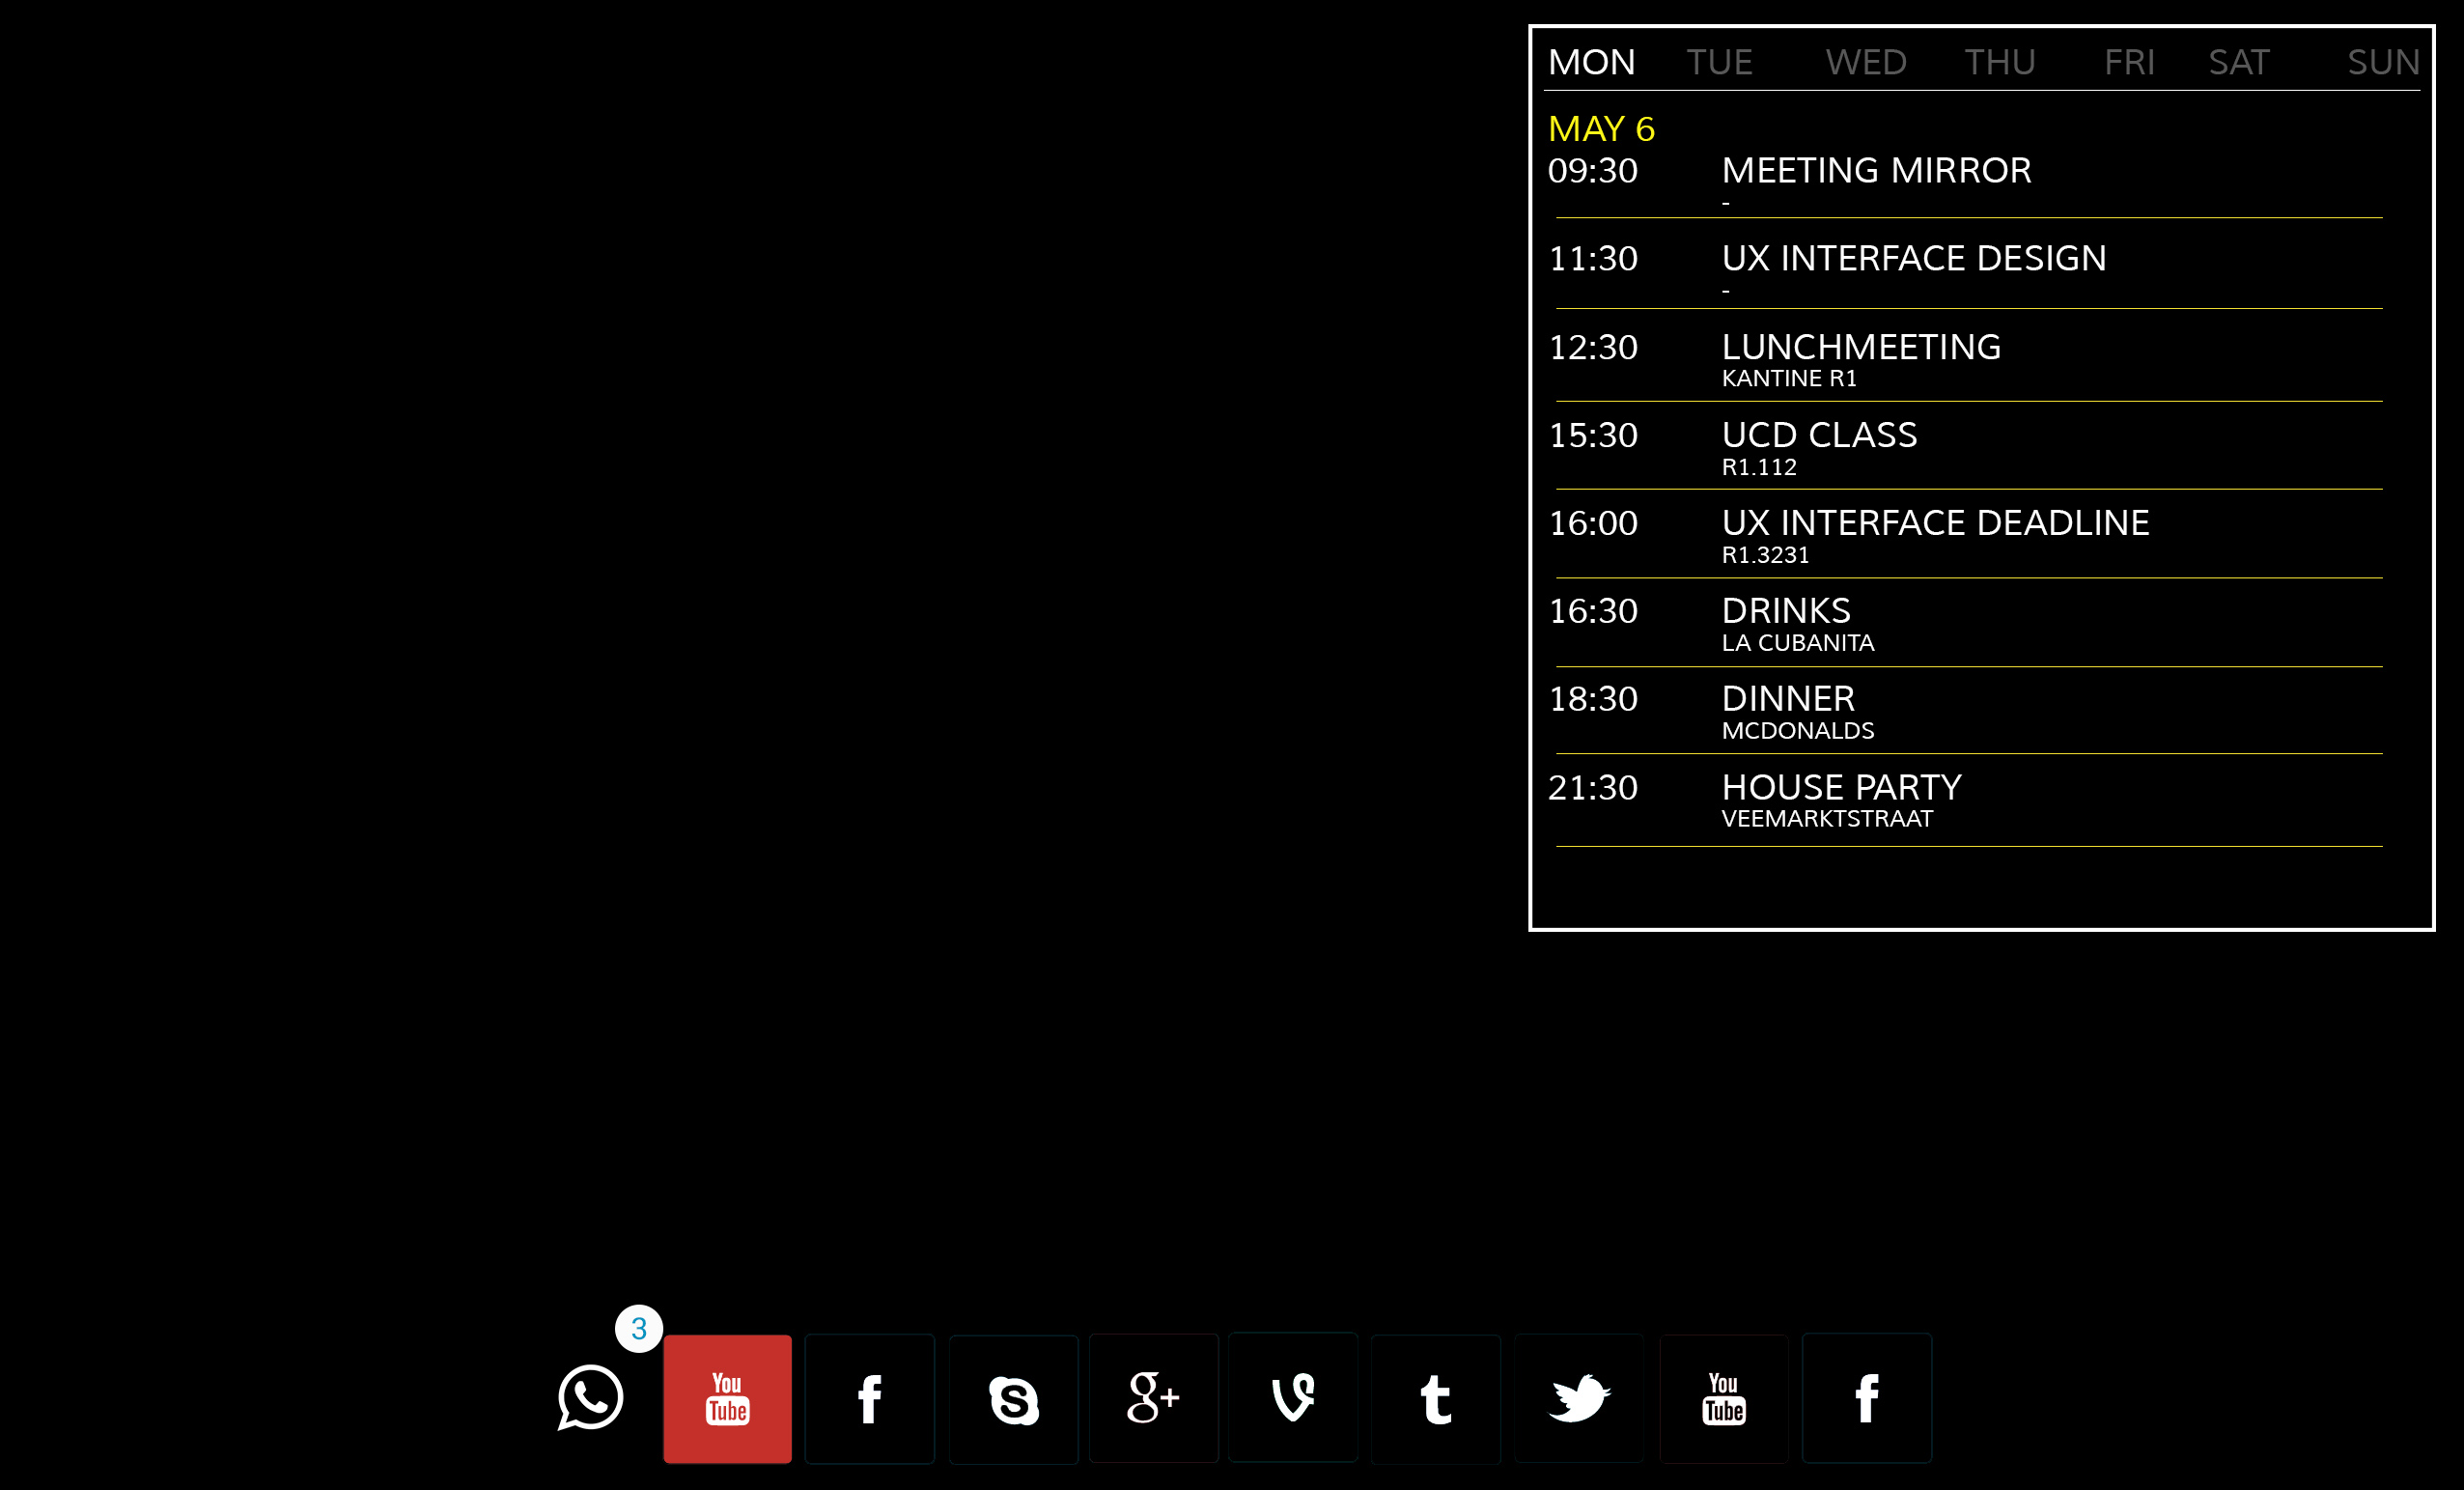 MON TUE WED THU FRI SAT SUN
MAY 6
09:30 MEETING MIRROR
-
11:30 UX INTERFACE DESIGN
-
12:30 LUNCHMEETING
KANTINE R1
15:30 UCD CLASS
R1.112
16:00 UX INTERFACE DEADLINE
R1.3231
16:30 DRINKS
LA CUBANITA
18:30 DINNER
MCDONALDS
21:30 HOUSE PARTY
VEEMARKTSTRAAT
3
You
Tube
f
S
g+
t
You
Tube
f